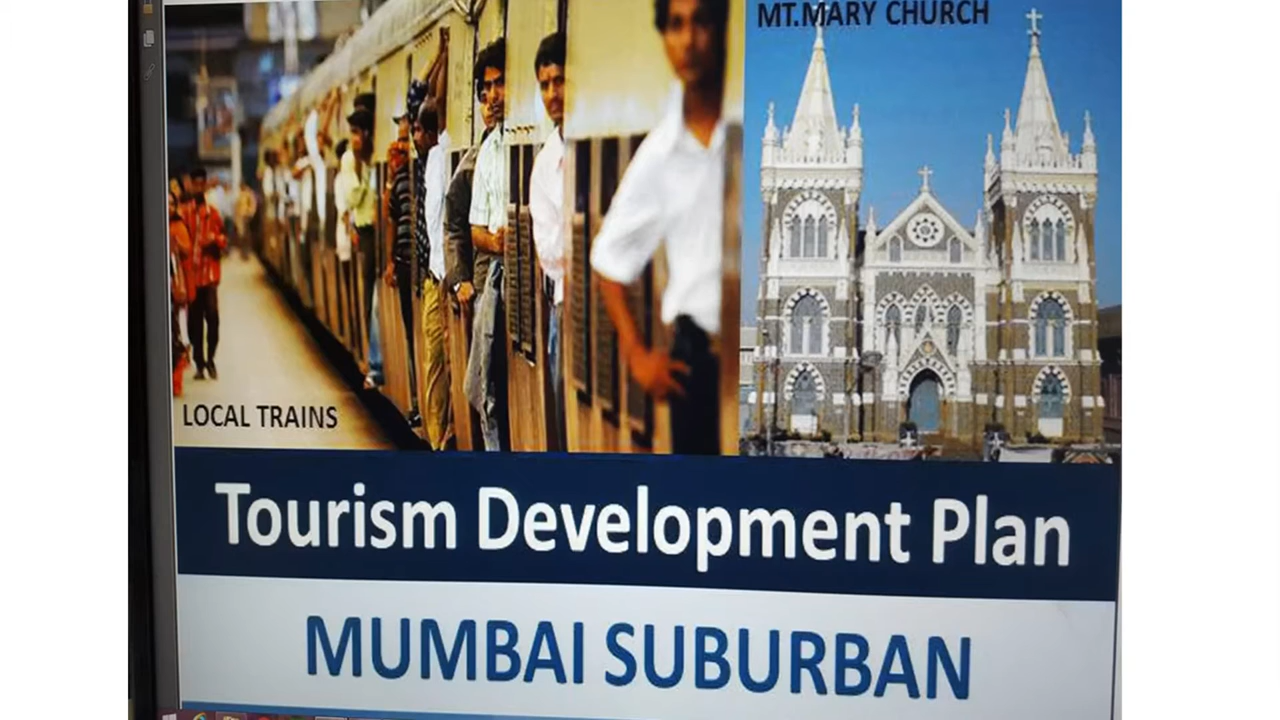 MT.MARY CHURCH
LOCAL TRAINS
Tourism Development Plan
MUMBAI SUBURBAN